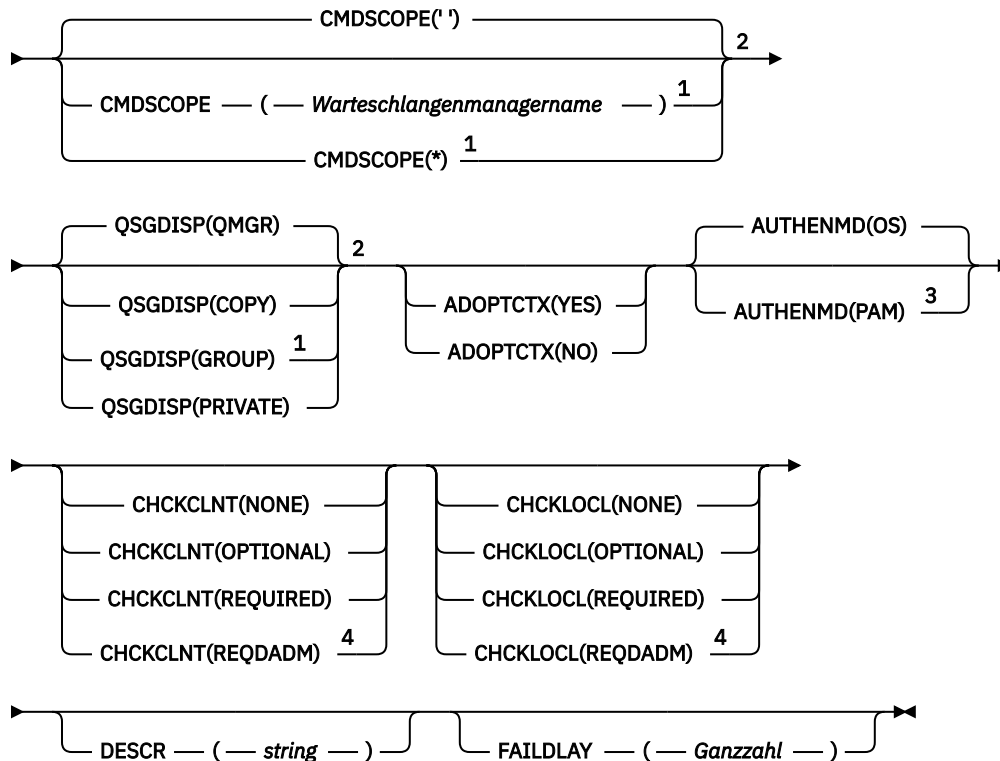 CMDSCOPE(' ')
2
CMDSCOPE ( Warteschlangenmanagername ) 1
CMDSCOPE(*) 1
QSGDISP(QMGR)
2
QSGDISP(COPY)
QSGDISP(GROUP) 1
QSGDISP(PRIVATE)
ADOPTCTX(YES)
ADOPTCTX(NO)
AUTHENMD(OS)
AUTHENMD(PAM) 3
CHCKCLNT(NONE)
CHCKCLNT(OPTIONAL)
CHCKCLNT(REQUIRED)
CHCKCLNT(REQDADM) 4
CHCKLOCL(NONE)
CHCKLOCL(OPTIONAL)
CHCKLOCL(REQUIRED)
CHCKLOCL(REQDADM) 4
DESCR ( string )
FAILDLAY ( Ganzzahl )